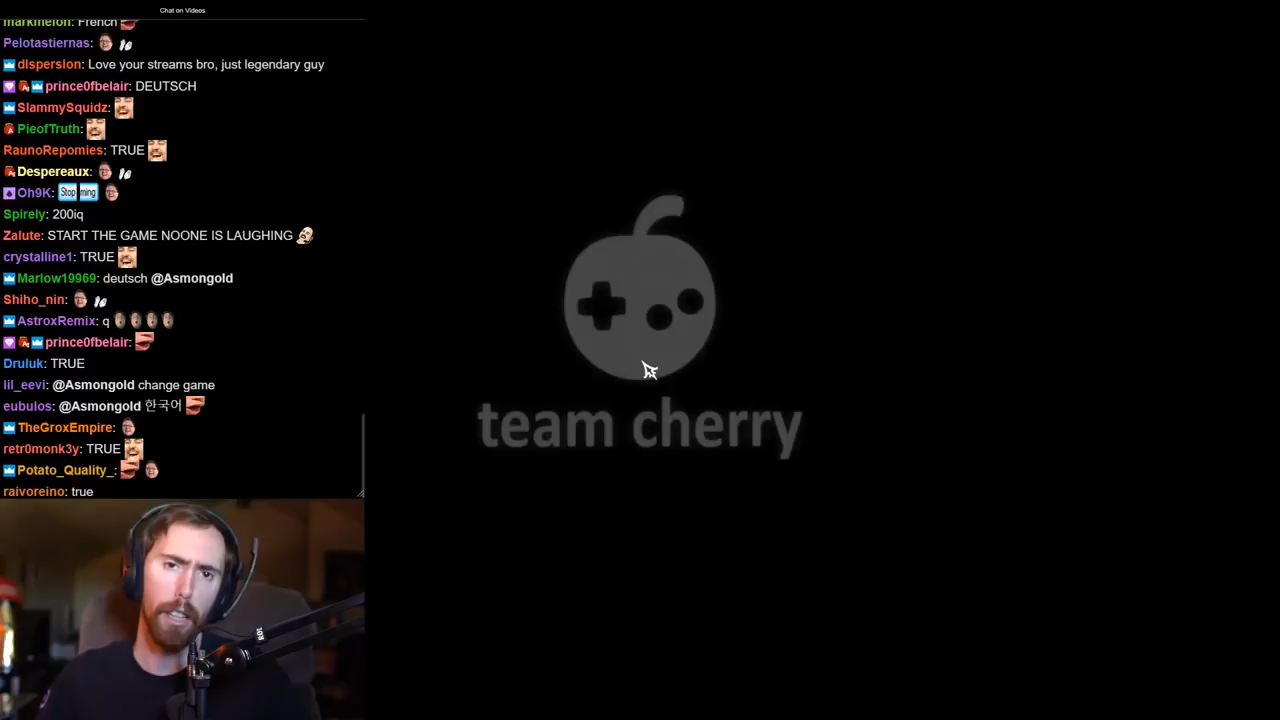 Chat on Videos
markmelon: French
Pelotastiernas:
dispersion: Love your streams bro, just legendary guy
prince0fbelair: DEUTSCH
SlammySquidz:
PieofTruth:
RaunoRepomies: TRUE
Despereaux:
Oh9K: Stop ming
Spirely: 200iq
Zalute: START THE GAME NOONE IS LAUGHING
crystalline1: TRUE
Marlow19969: deutsch @Asmongold
Shiho_nin:
AstroxRemix: q
prince0fbelair:
Druluk: TRUE
lil_eevi: @Asmongold change game
eubulos: @Asmongold 한국어
TheGroxEmpire:
retr0monk3y: TRUE
Potato_Quality_:
raivoreino: true
team cherry